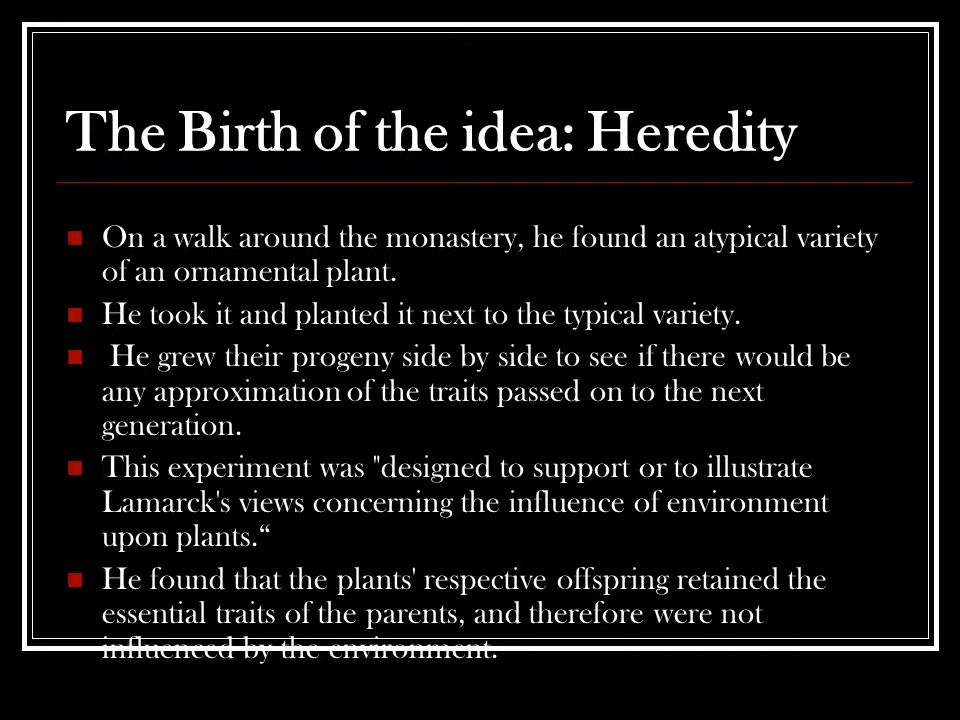 The Birth of the idea: Heredity
On a walk around the monastery, he found an atypical variety
of an ornamental plant.
He took it and planted it next to the typical variety.
He grew their progeny side by side to see if there would be
any approximation of the traits passed on to the next
generation.
This experiment was "designed to support or to illustrate
Lamarck's views concerning the influence of environment
upon plants.“
He found that the plants' respective offspring retained the
essential traits of the parents, and therefore were not
influenced by the environment.